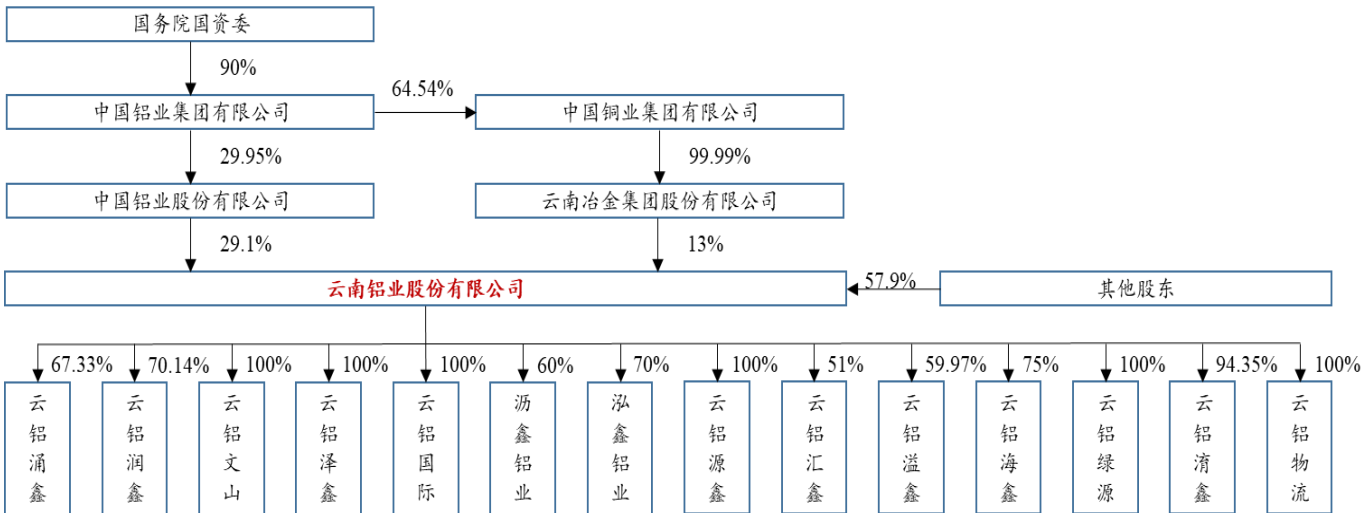 国务院国资委
90%
中国铝业集团有限公司
64.54%
中国铜业集团有限公司
29.95%
99.99%
中国铝业股份有限公司
云南冶金集团股份有限公司
29.1%
13%
云南铝业股份有限公司
57.9%
其他股东
67.33%
70.14%
100%
100%
100%
60%
70%
100%
51%
59.97%
75%
100%
94.35%
100%
云铝涌鑫
云铝润鑫
云铝文山
云铝泽鑫
云铝国际
沥鑫铝业
泓鑫铝业
云铝源鑫
云铝汇鑫
云铝溢鑫
云铝海鑫
云铝绿源
云铝淯鑫
云铝物流